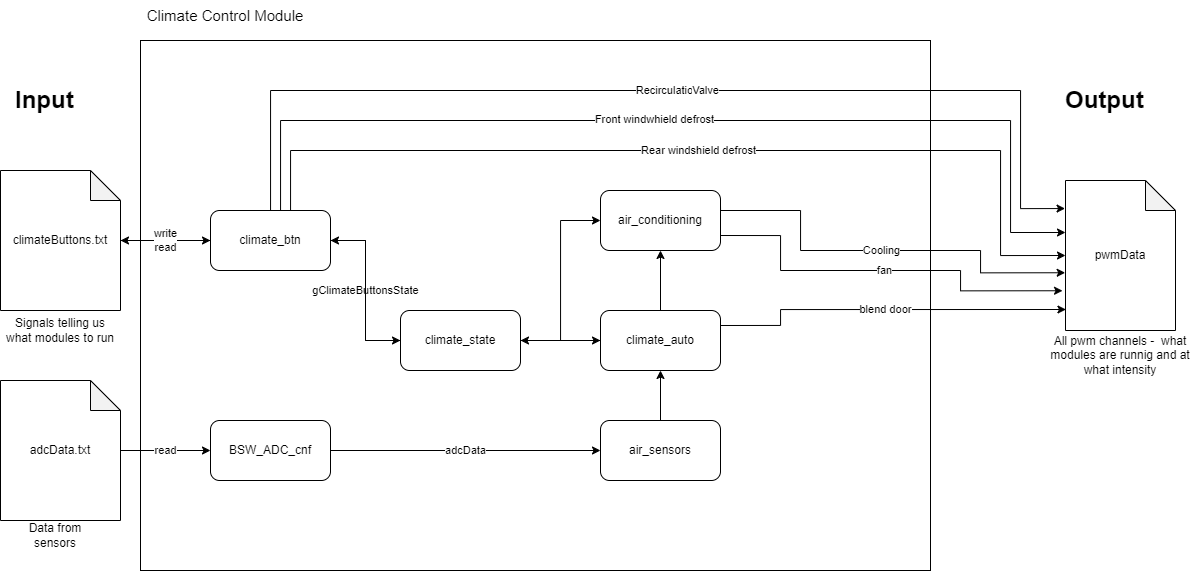 Climate Control Module
Input
Output
RecirculaticValve
Front windwhield defrost
Rear windshield defrost
climateButtons.txt
write
read
climate_btn
air_conditioning
pwmData
Cooling
fan
gClimateButtonsState
blend door
Signals telling us
what modules to run
climate_state
climate_auto
All pwm channels - what
modules are runnig and at
what intensity
adcData.txt
read
BSW_ADC_cnf
adcData
air_sensors
Data from
sensors